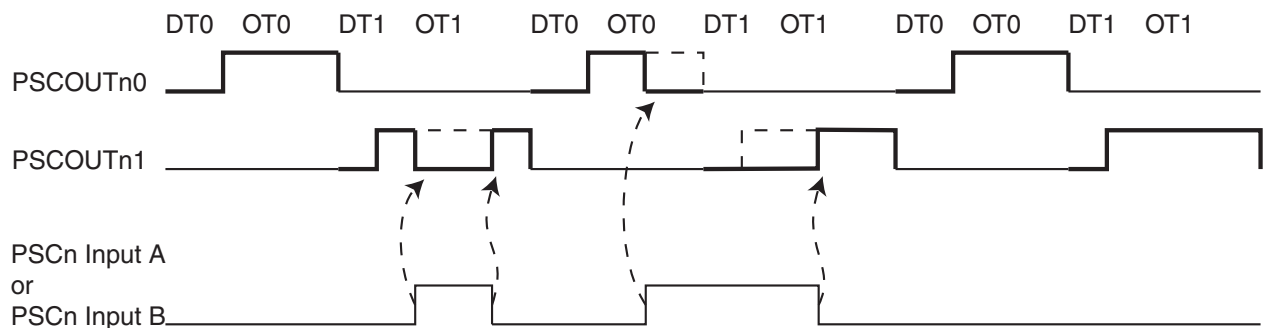 DT0 OT0 DT1 OT1 DT0 OT0 DT1 OT1 DT0 OT0 DT1 OT1
PSCOUTn0
PSCOUTn1
PSCn Input A
or
PSCn Input B